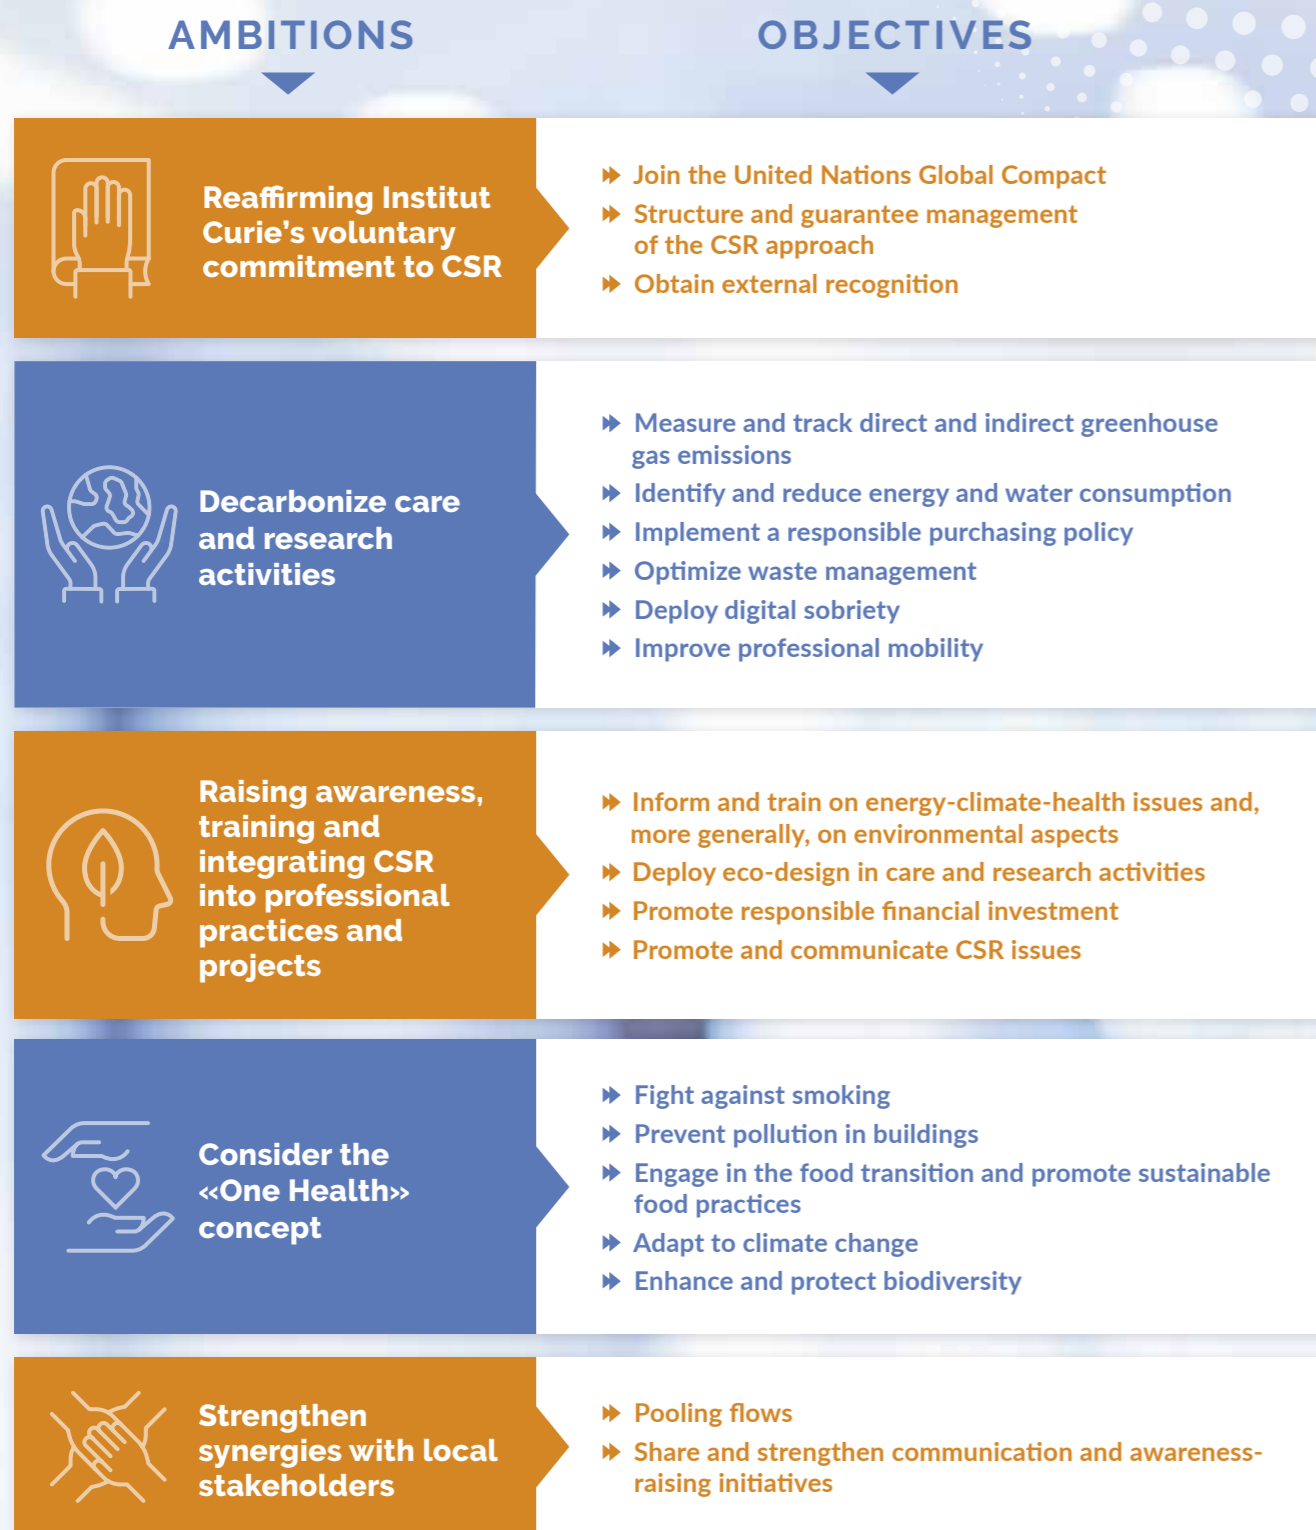 AMBITIONS
OBJECTIVES
Reaffirming Institut
Curie's voluntary
commitment to CSR
Join the United Nations Global Compact
Structure and guarantee management
of the CSR approach
Obtain external recognition
Decarbonize care
and research
activities
Measure and track direct and indirect greenhouse
gas emissions
Identify and reduce energy and water consumption
Implement a responsible purchasing policy
Optimize waste management
Deploy digital sobriety
Improve professional mobility
Raising awareness,
training and
integrating CSR
into professional
practices and
projects
Inform and train on energy-climate-health issues and,
more generally, on environmental aspects
Deploy eco-design in care and research activities
Promote responsible financial investment
Promote and communicate CSR issues
Consider the
«One Health»
concept
Fight against smoking
Prevent pollution in buildings
Engage in the food transition and promote sustainable
food practices
Adapt to climate change
Enhance and protect biodiversity
Strengthen
synergies with local
stakeholders
Pooling flows
Share and strengthen communication and awareness-
raising initiatives